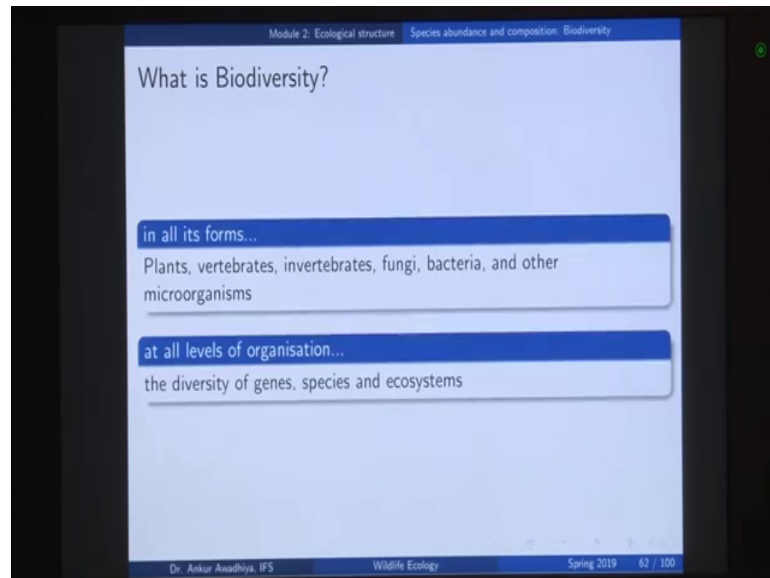 Module 2: Ecological structure Species abundance and composition: Biodiversity
What is Biodiversity?
in all its forms...
Plants, vertebrates, invertebrates, fungi, bacteria, and other
microorganisms
at all levels of organisation...
the diversity of genes, species and ecosystems
Dr. Ankur Awadhiya, IFS Wildlife Ecology Spring 2019 62 / 100